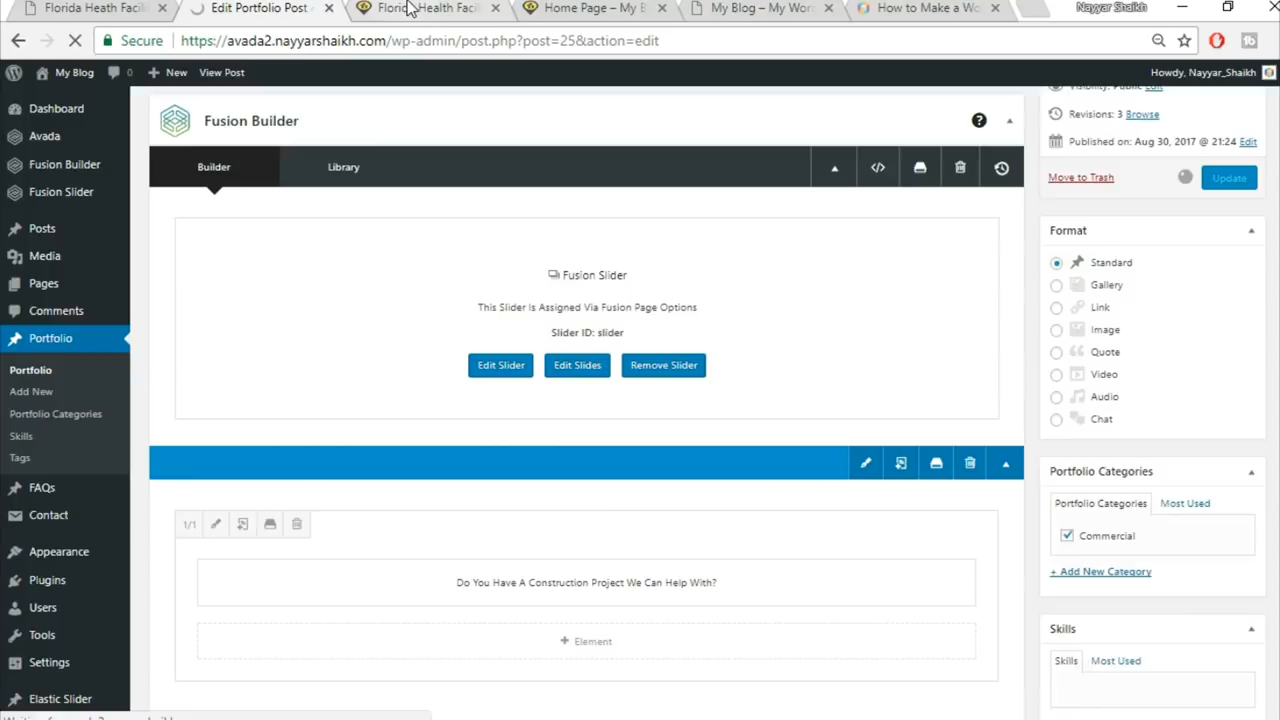 Florida Heath Facili
Edit Portfolio Post
Florida Health Faci
Home Page – My B
My Blog – My Wor
How to Make a Wo
Nayyar Shaikh
Secure
https://avada2.nayyarshaikh.com/wp-admin/post.php?post=25&action=edit
My Blog
0
New
View Post
Howdy, Nayyar_Shaikh
Dashboard
Avada
Fusion Builder
Fusion Slider
Posts
Media
Pages
Comments
Portfolio
Portfolio
Add New
Portfolio Categories
Skills
Tags
FAQs
Contact
Appearance
Plugins
Users
Tools
Settings
Elastic Slider
Fusion Builder
Builder
Library
Fusion Slider
This Slider Is Assigned Via Fusion Page Options
Slider ID: slider
Edit Slider
Edit Slides
Remove Slider
1/1
Do You Have A Construction Project We Can Help With?
+ Element
Visibility: Public Edit
Revisions: 3 Browse
Published on: Aug 30, 2017 @ 21:24 Edit
Move to Trash
Update
Format
Standard
Gallery
Link
Image
Quote
Video
Audio
Chat
Portfolio Categories
Portfolio Categories
Most Used
Commercial
+ Add New Category
Skills
Skills
Most Used